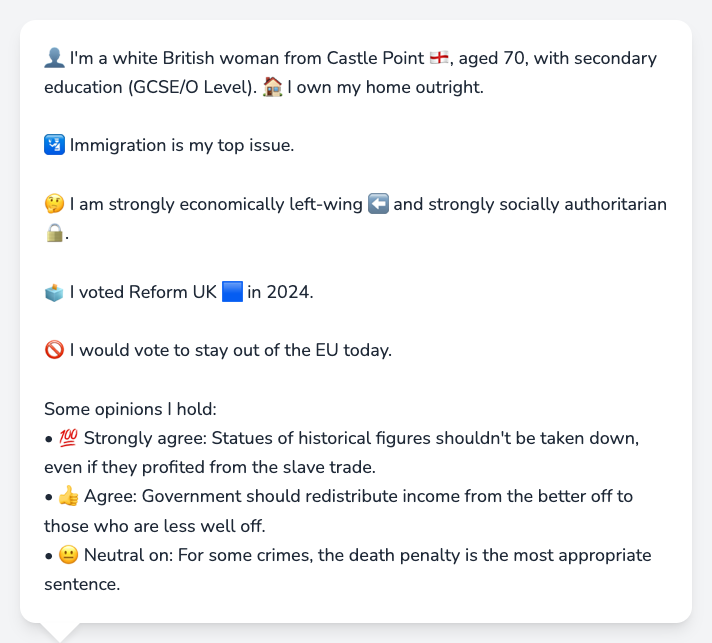 👤 I'm a white British woman from Castle Point 🏴󠁧󠁢󠁥󠁮󠁧󠁿, aged 70, with secondary
education (GCSE/O Level). 🏠 I own my home outright.
🛂 Immigration is my top issue.
🤔 I am strongly economically left-wing ⬅️ and strongly socially authoritarian
🔒.
🗳️ I voted Reform UK 🟦 in 2024.
🚫 I would vote to stay out of the EU today.
Some opinions I hold:
• 💯 Strongly agree: Statues of historical figures shouldn't be taken down,
even if they profited from the slave trade.
• 👍 Agree: Government should redistribute income from the better off to
those who are less well off.
• 😐 Neutral on: For some crimes, the death penalty is the most appropriate
sentence.